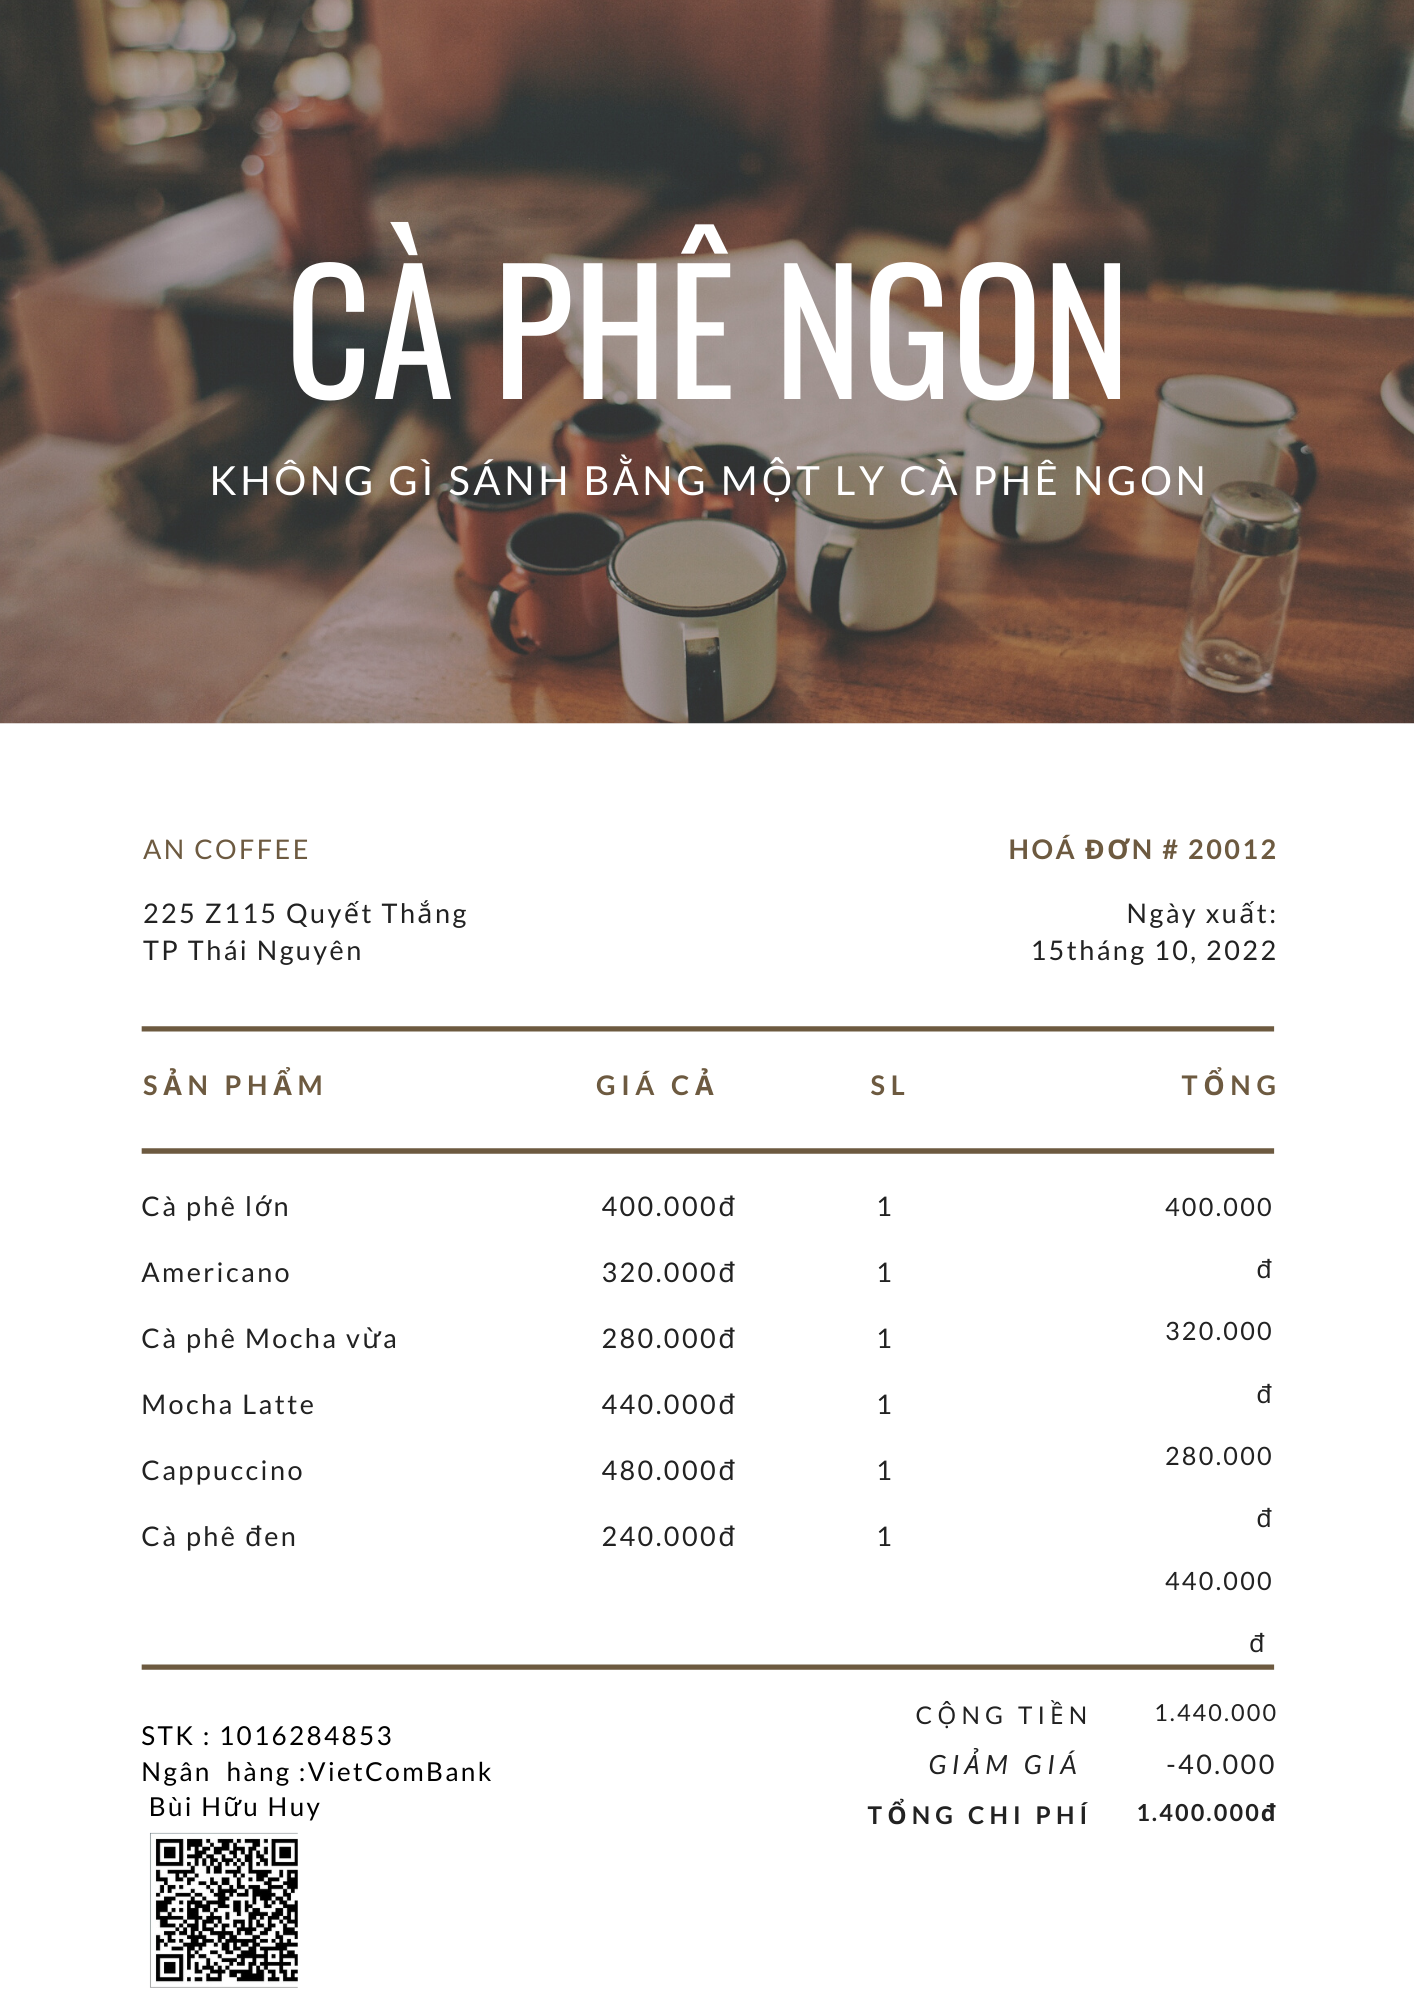 CÀ PHÊ NGON
KHÔNG GÌ SÁNH BẰNG MỘT LY CÀ PHÊ NGON
AN COFFEE
HOÁ ĐƠN # 20012
225 Z115 Quyết Thắng
TP Thái Nguyên
Ngày xuất:
15tháng 10, 2022
SẢN PHẨM GIÁ CẢ SL TỔNG
Cà phê lớn 400.000đ 1 400.000
đ
Americano 320.000đ 1
320.000
đ
Cà phê Mocha vừa 280.000đ 1
280.000
đ
Mocha Latte 440.000đ 1
440.000
đ
Cappuccino 480.000đ 1
Cà phê đen 240.000đ 1
STK : 1016284853
Ngân hàng :VietComBank
Bùi Hữu Huy
CỘNG TIỀN 1.440.000
GIẢM GIÁ -40.000
TỔNG CHI PHÍ 1.400.000đ